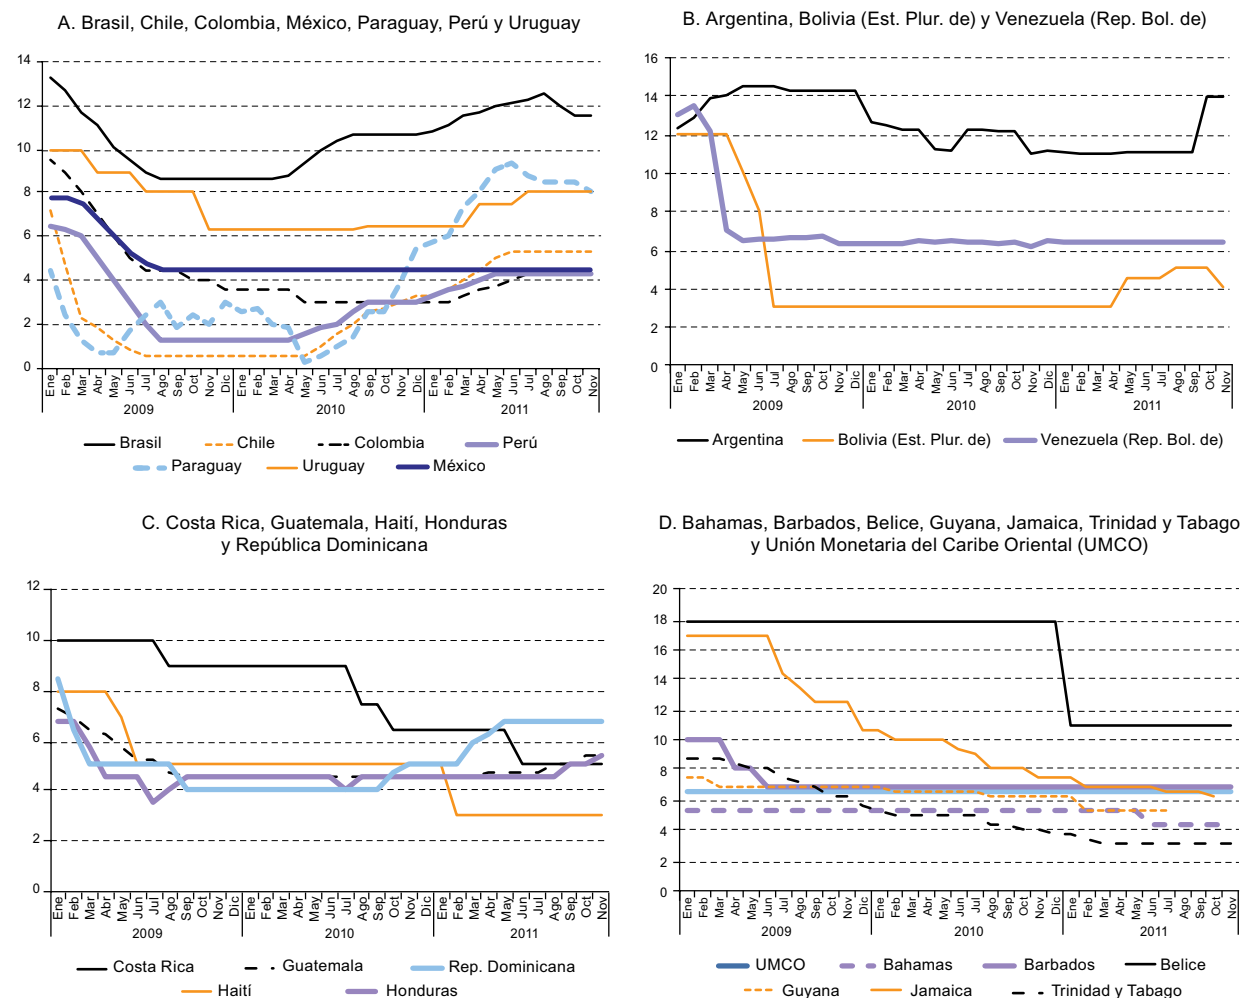 A. Brasil, Chile, Colombia, México, Paraguay, Perú y Uruguay
14
12
10
8
6
4
2
0
Ene Feb Mar Abr May Jun Jul Ago Sep Oct Nov Dic Ene Feb Mar Abr May Jun Jul Ago Sep Oct Nov Dic Ene Feb Mar Abr May Jun Jul Ago Sep Oct Nov
2009 2010 2011
Brasil Chile Colombia Perú
Paraguay Uruguay México
B. Argentina, Bolivia (Est. Plur. de) y Venezuela (Rep. Bol. de)
16
14
12
10
8
6
4
2
0
Ene Feb Mar Abr May Jun Jul Ago Sep Oct Nov Dic Ene Feb Mar Abr May Jun Jul Ago Sep Oct Nov Dic Ene Feb Mar Abr May Jun Jul Ago Sep Oct Nov
2009 2010 2011
Argentina Bolivia (Est. Plur. de) Venezuela (Rep. Bol. de)
C. Costa Rica, Guatemala, Haití, Honduras
y República Dominicana
12
10
8
6
4
2
0
Ene Feb Mar Abr May Jun Jul Ago Sep Oct Nov Dic Ene Feb Mar Abr May Jun Jul Ago Sep Oct Nov Dic Ene Feb Mar Abr May Jun Jul Ago Sep Oct Nov
2009 2010 2011
Costa Rica Guatemala Rep. Dominicana
Haití Honduras
D. Bahamas, Barbados, Belice, Guyana, Jamaica, Trinidad y Tabago
y Unión Monetaria del Caribe Oriental (UMCO)
20
18
16
14
12
10
8
6
4
2
0
Ene Feb Mar Abr May Jun Jul Ago Sep Oct Nov Dic Ene Feb Mar Abr May Jun Jul Ago Sep Oct Nov Dic Ene Feb Mar Abr May Jun Jul Ago Sep Oct Nov
2009 2010 2011
UMCO Bahamas Barbados Belice
Guyana Jamaica Trinidad y Tabago